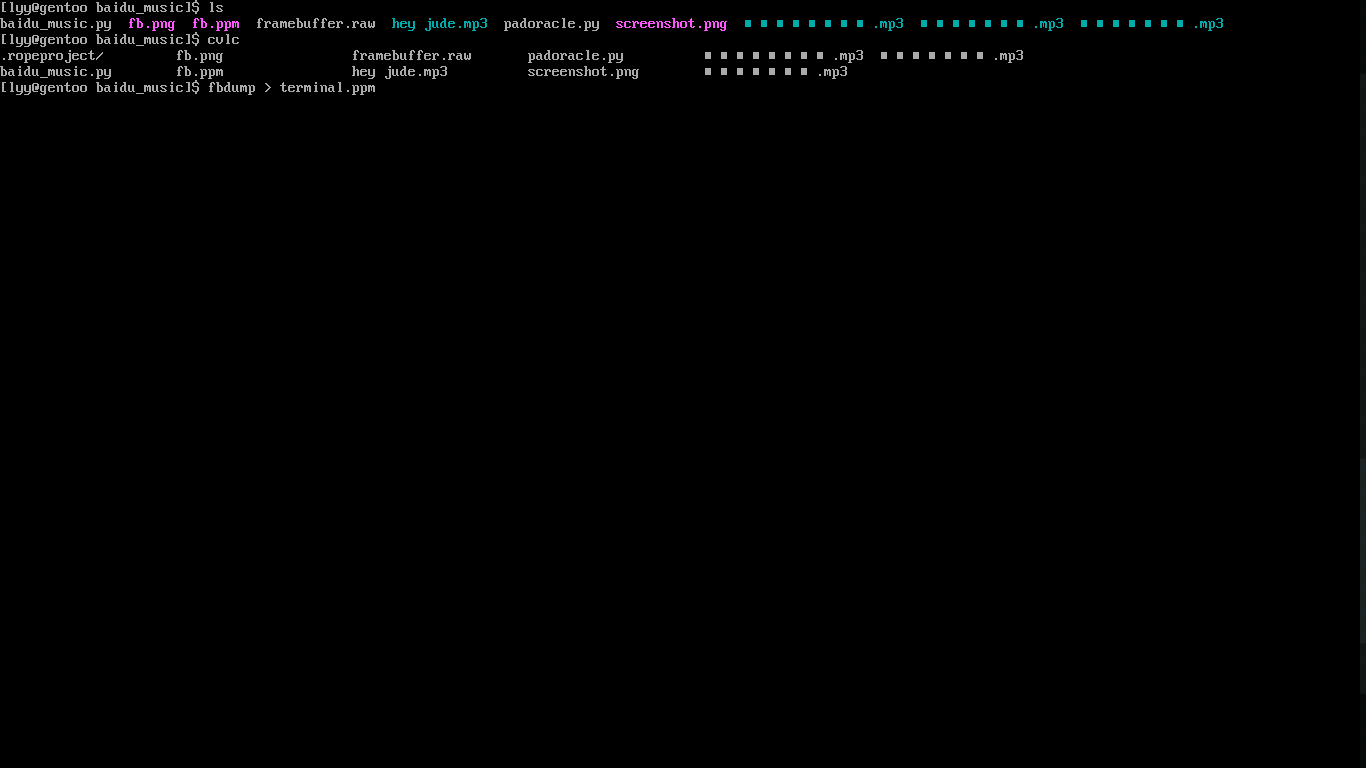 [lyy@gentoo baidu_music]$ ls
baidu_music.py fb.png fb.ppm framebuffer.raw hey jude.mp3 padoracle.py screenshot.png ■■■■■■■■.mp3 ■■■■■■■.mp3 ■■■■■■■.mp3
[lyy@gentoo baidu_music]$ cvlc
.ropeproject/ fb.png framebuffer.raw padoracle.py ■■■■■■■■.mp3 ■■■■■■■.mp3
baidu_music.py fb.ppm hey jude.mp3 screenshot.png ■■■■■■■.mp3
[lyy@gentoo baidu_music]$ fbdump > terminal.ppm